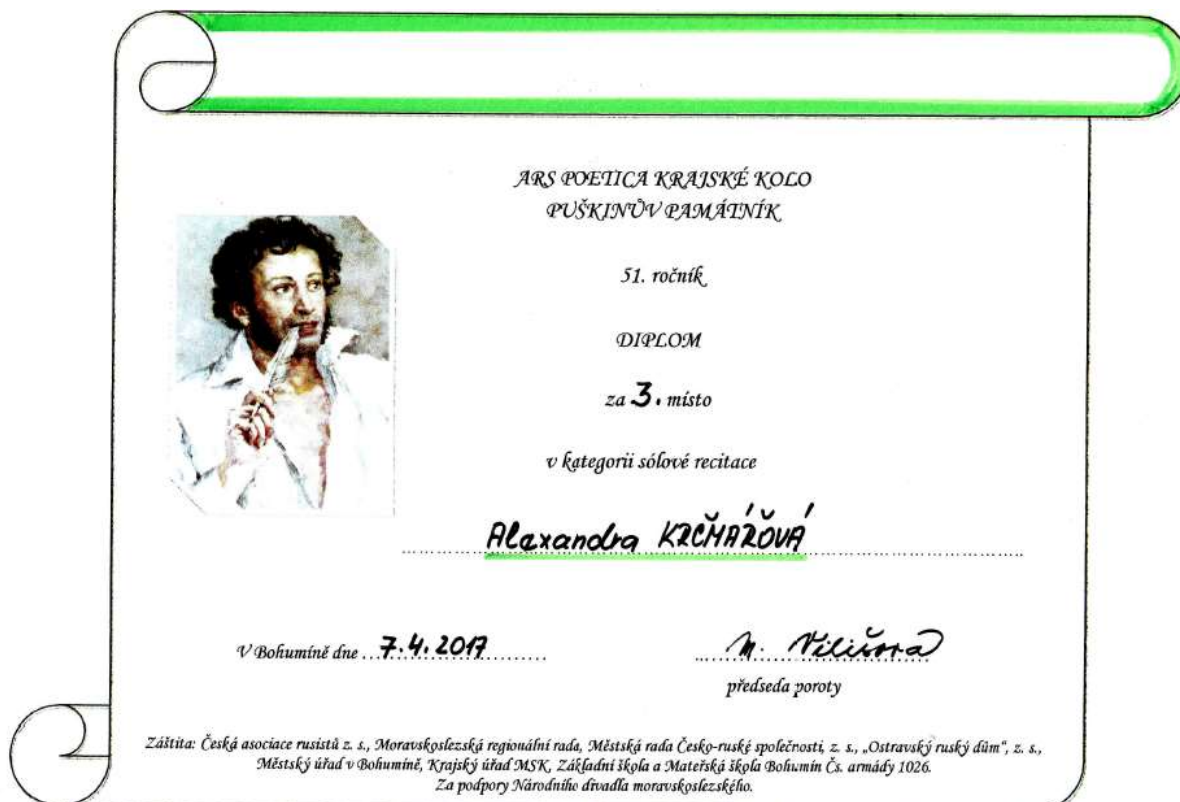 ARS POETICA KRAJSKÉ KOLO
PUŠKINŮV PAMÁTNÍK
51. ročník
DIPLOM
za 3. místo
v kategorii sólové recitace
Alexandra KRČMÁŘOVÁ
V Bohumíně dne 7.4.2017
M. Vilišová
předseda poroty
Záštita: Česká asociace rusistů z. s., Moravskoslezská regionální rada, Městská rada Česko-ruské společnosti, z. s., „Ostravský ruský dům“, z. s.,
Městský úřad v Bohumíně, Krajský úřad MSK, Základní škola a Mateřská škola Bohumín Čs. armády 1026.
Za podpory Národního divadla moravskoslezského.